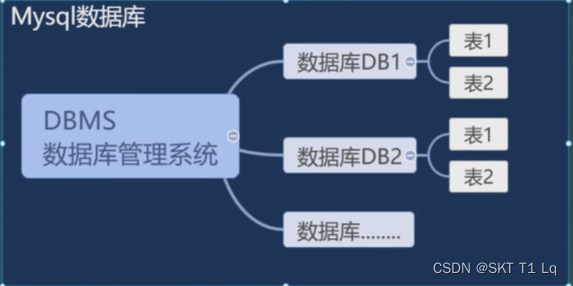 Mysql数据库
DBMS
数据库管理系统
数据库DB1
表1
表2
数据库DB2
表1
表2
数据库........
CSDN @SKT T1 Lq